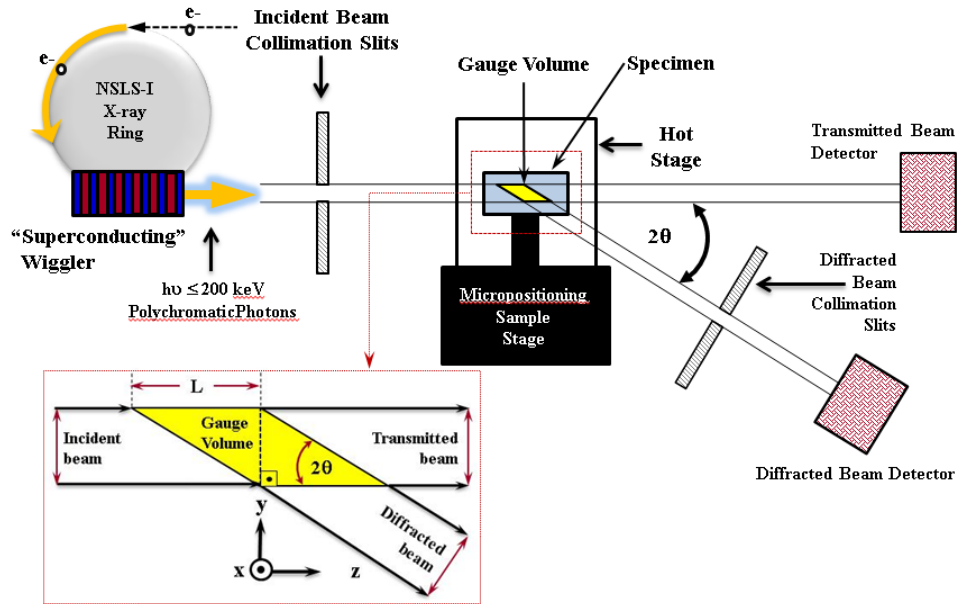 e-
e-
NSLS-I
X-ray
Ring
Incident Beam
Collimation Slits
Gauge Volume
Specimen
Hot
Stage
Transmitted Beam
Detector
"Superconducting"
Wiggler
hυ ≤200 keV
PolychromaticPhotons
2θ
Diffracted
Beam
Collimation
Slits
Micropositioning
Sample
Stage
Diffracted Beam Detector
L
Incident
beam
Gauge
Volume
2θ
Transmitted
beam
Diffracted
beam
y
x
z